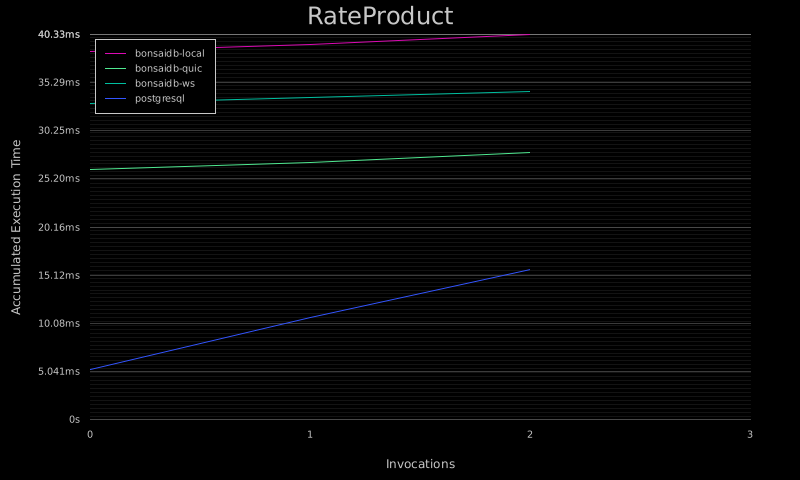 RateProduct
40.33ms
35.29ms
30.25ms
25.20ms
20.16ms
15.12ms
10.08ms
5.041ms
0s
Accumulated Execution Time
bonsaidb-local
bonsaidb-quic
bonsaidb-ws
postgresql
0 1 2 3
Invocations